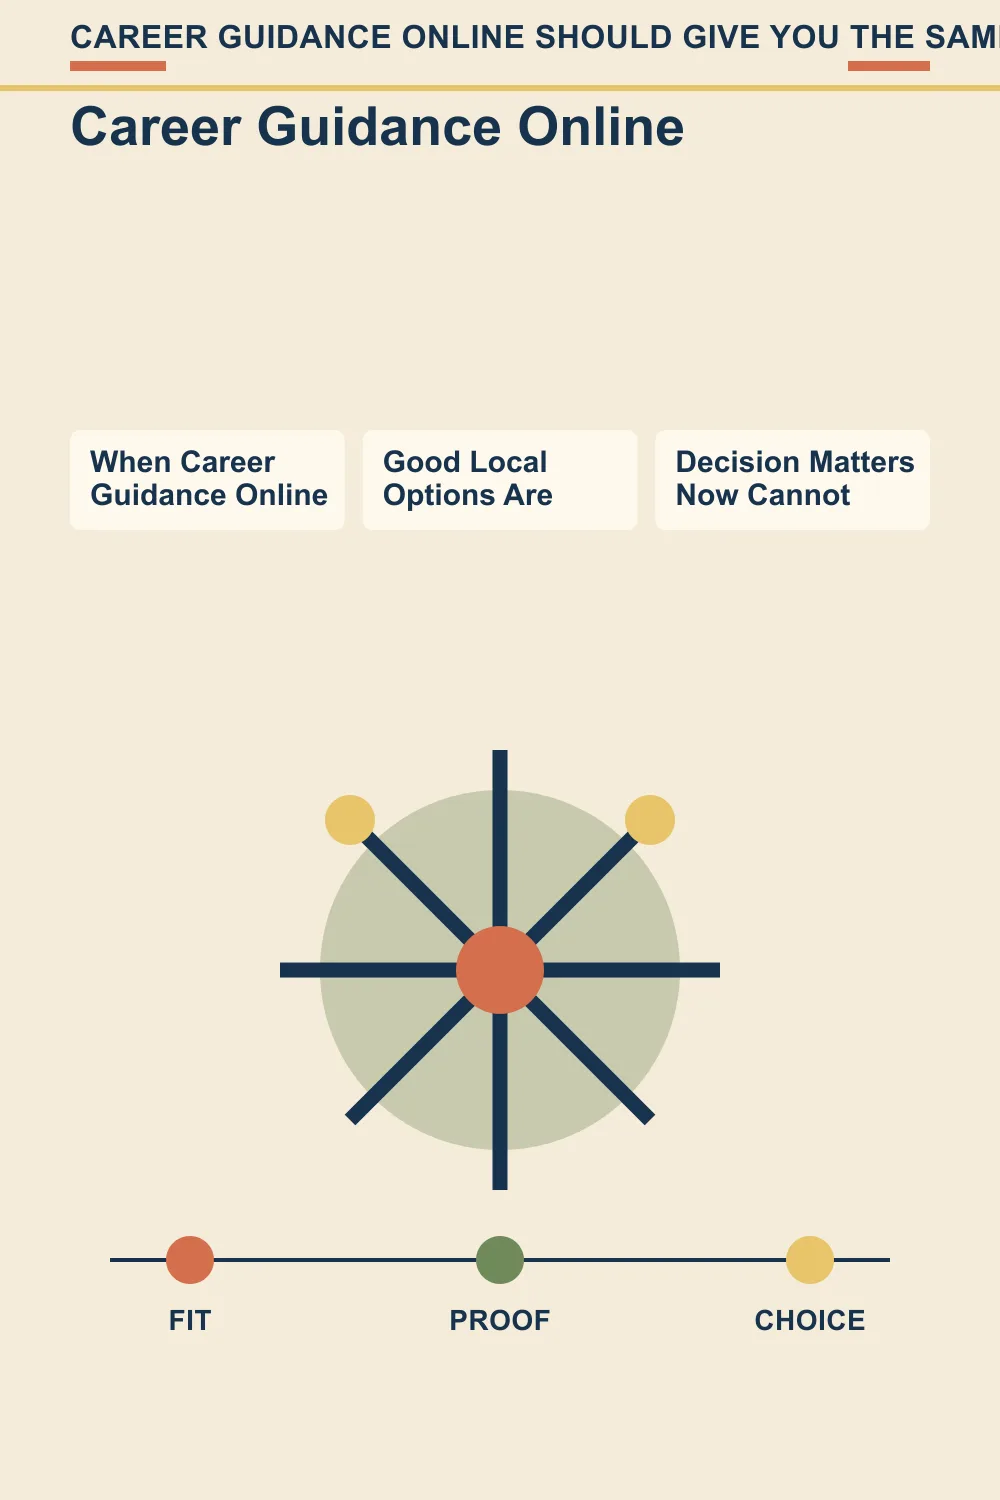 CAREER GUIDANCE ONLINE SHOULD GIVE YOU THE
Career Guidance Online
When Career
Guidance Online
Good Local
Options Are
Decision Matters
Now Cannot
FIT
PROOF
CHOICE